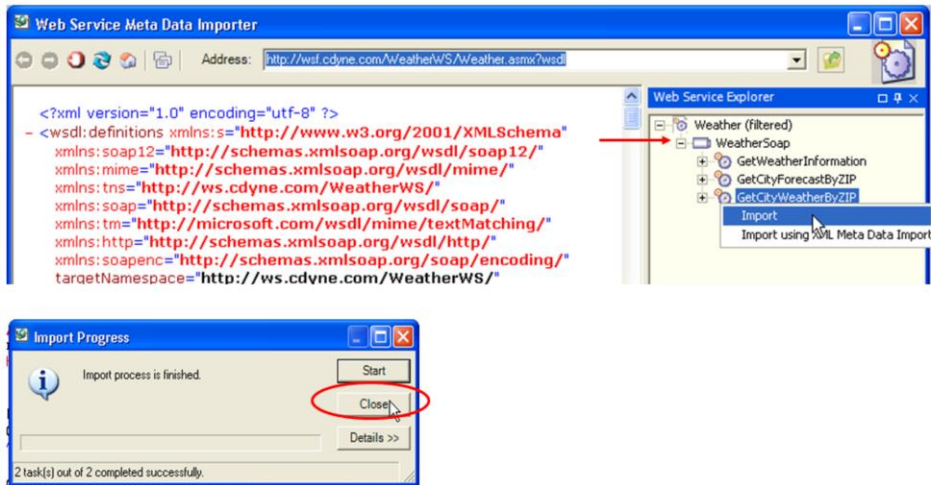 Web Service Meta Data Importer
Address: http://wsf.cdyne.com/WeatherWS/Weather.asmx?wsdl
<?xml version="1.0" encoding="utf-8" ?>
- <wsdl:definitions xmlns:s="http://www.w3.org/2001/XMLSchema"
xmlns:soap12="http://schemas.xmlsoap.org/wsdl/soap12/"
xmlns:mime="http://schemas.xmlsoap.org/wsdl/mime/"
xmlns:tns="http://ws.cdyne.com/WeatherWS/"
xmlns:soap="http://schemas.xmlsoap.org/wsdl/soap/"
xmlns:tm="http://microsoft.com/wsdl/mime/textMatching/"
xmlns:http="http://schemas.xmlsoap.org/wsdl/http/"
xmlns:soapenc="http://schemas.xmlsoap.org/soap/encoding/"
targetNamespace="http://ws.cdyne.com/WeatherWS/"
Web Service Explorer
Weather (filtered)
WeatherSoap
GetWeatherInformation
GetCityForecastByZIP
GetCityWeatherByZIP
Import
Import using XML Meta Data Import
Import Progress
Import process is finished.
Start
Close
Details >>
2 task(s) out of 2 completed successfully.